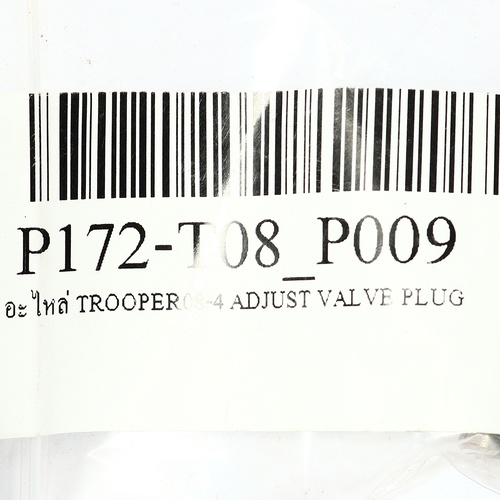 P172-T08_P009
อะไหล่ TROOPER08-4 ADJUST VALVE PLUG